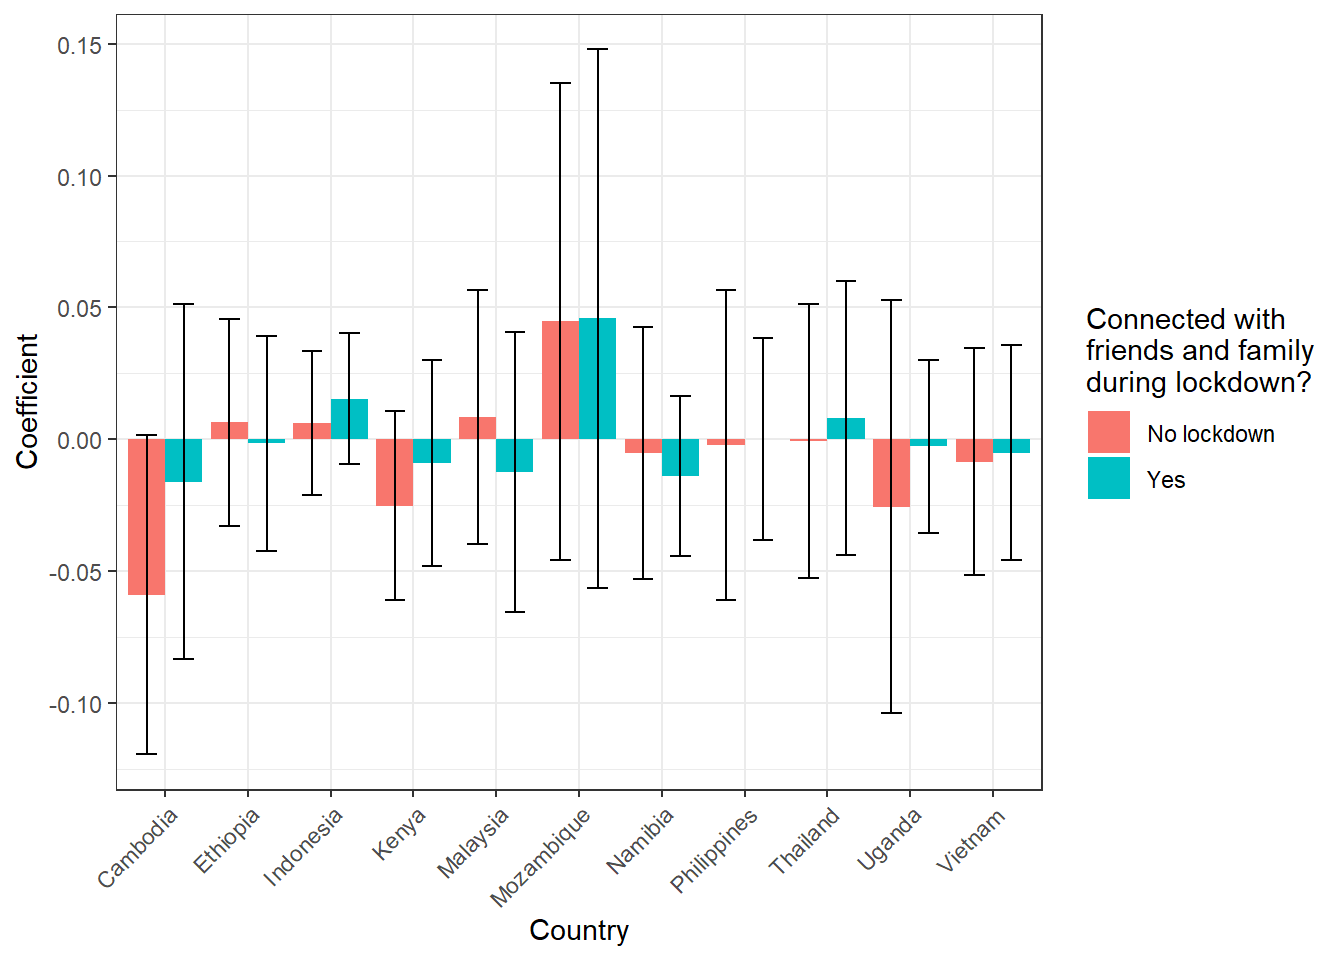 0.15
0.10
0.05
0.00
-0.05
-0.10
Coefficient
Cambodia
Ethiopia
Indonesia
Kenya
Malaysia
Mozambique
Namibia
Philippines
Thailand
Uganda
Vietnam
Country
Connected with
friends and family
during lockdown?
No lockdown
Yes